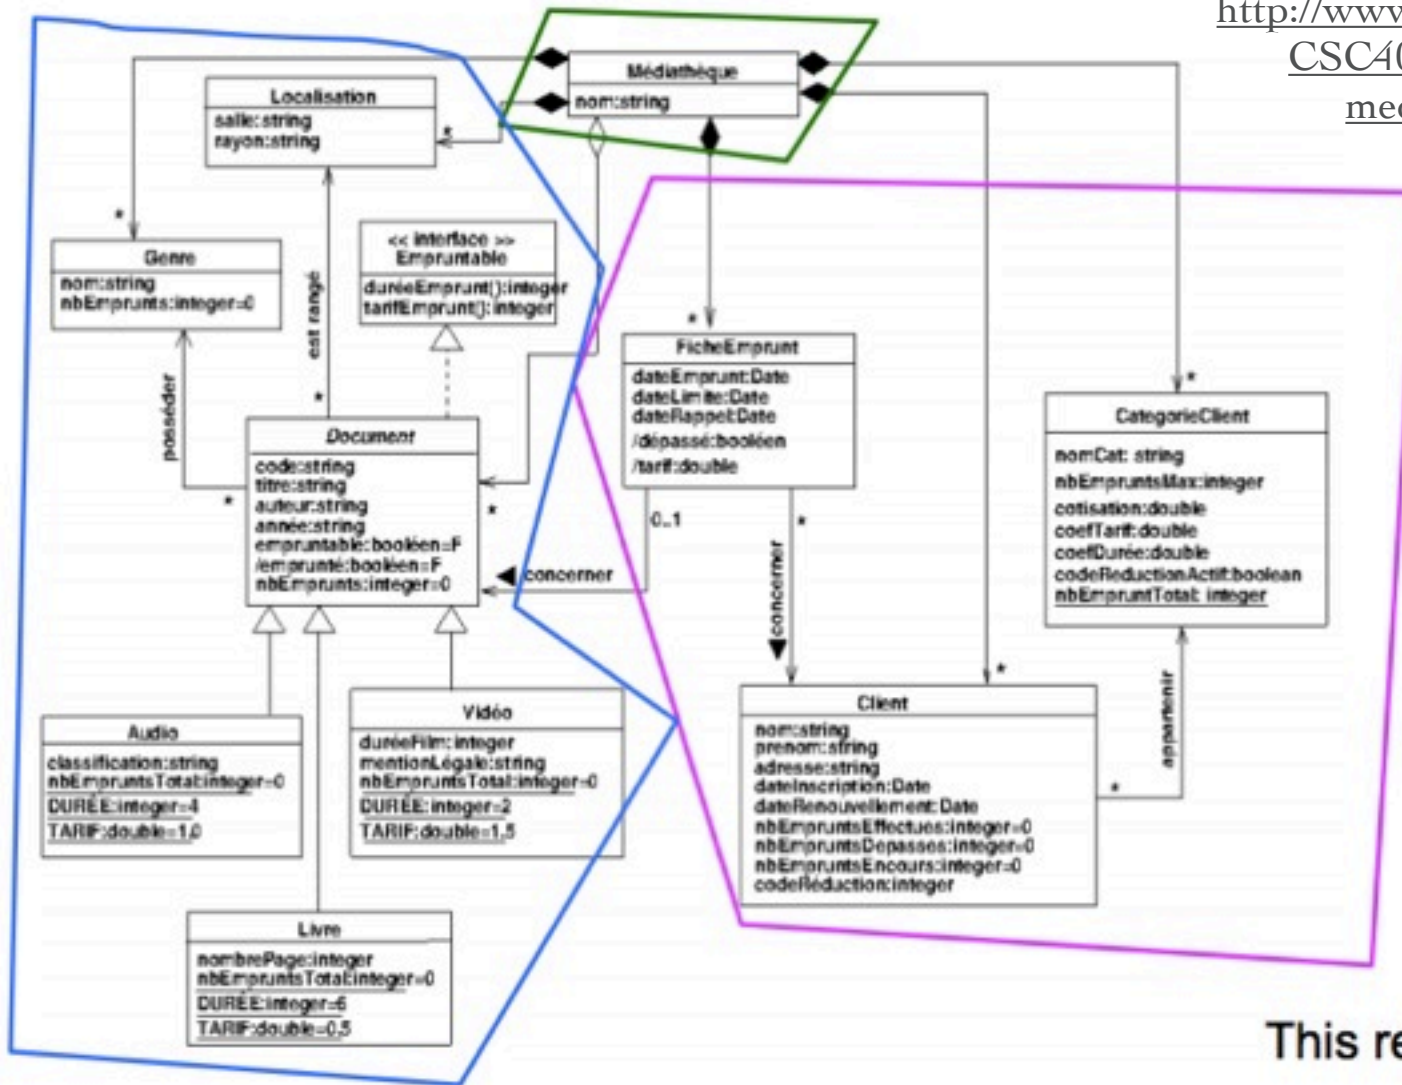 http://www
CSC40
med
Médiathèque
nom:string
Localisation
salle:string
rayon:string
*
*
Genre
nom:string
nbEmprunts:integer=0
<< interface >>
Empruntable
duréeEmprunt():integer
tarifEmprunt():integer
est rangé
*
posséder
*
Document
code:string
titre:string
auteur:string
année:string
empruntable:booléen=F
/emprunté:booléen=F
nbEmprunts:integer=0
*
concerner
0..1
*
FicheEmprunt
dateEmprunt:Date
dateLimite:Date
dateRappel:Date
/dépassé:booléen
/tarif:double
*
concerner
*
CategorieClient
nomCat: string
nbEmpruntsMax:integer
cotisation:double
coefTarif:double
coefDurée:double
codeReductionActif:boolean
nbEmpruntTotal: integer
appartenir
*
*
Client
nom:string
prenom:string
adresse:string
dateInscription:Date
dateRenouvellement:Date
nbEmpruntsEffectues:integer=0
nbEmpruntsDepasses:integer=0
nbEmpruntsEncours:integer=0
codeRéduction:integer
Audio
classification:string
nbEmpruntsTotal:integer=0
DURÉE:integer=4
TARIF:double=1,0
Vidéo
duréeFilm: integer
mentionLégale:string
nbEmpruntsTotal:integer=0
DURÉE:integer=2
TARIF:double=1,5
Livre
nombrePage:integer
nbEmpruntsTotal:integer=0
DURÉE:integer=6
TARIF:double=0,5
This re